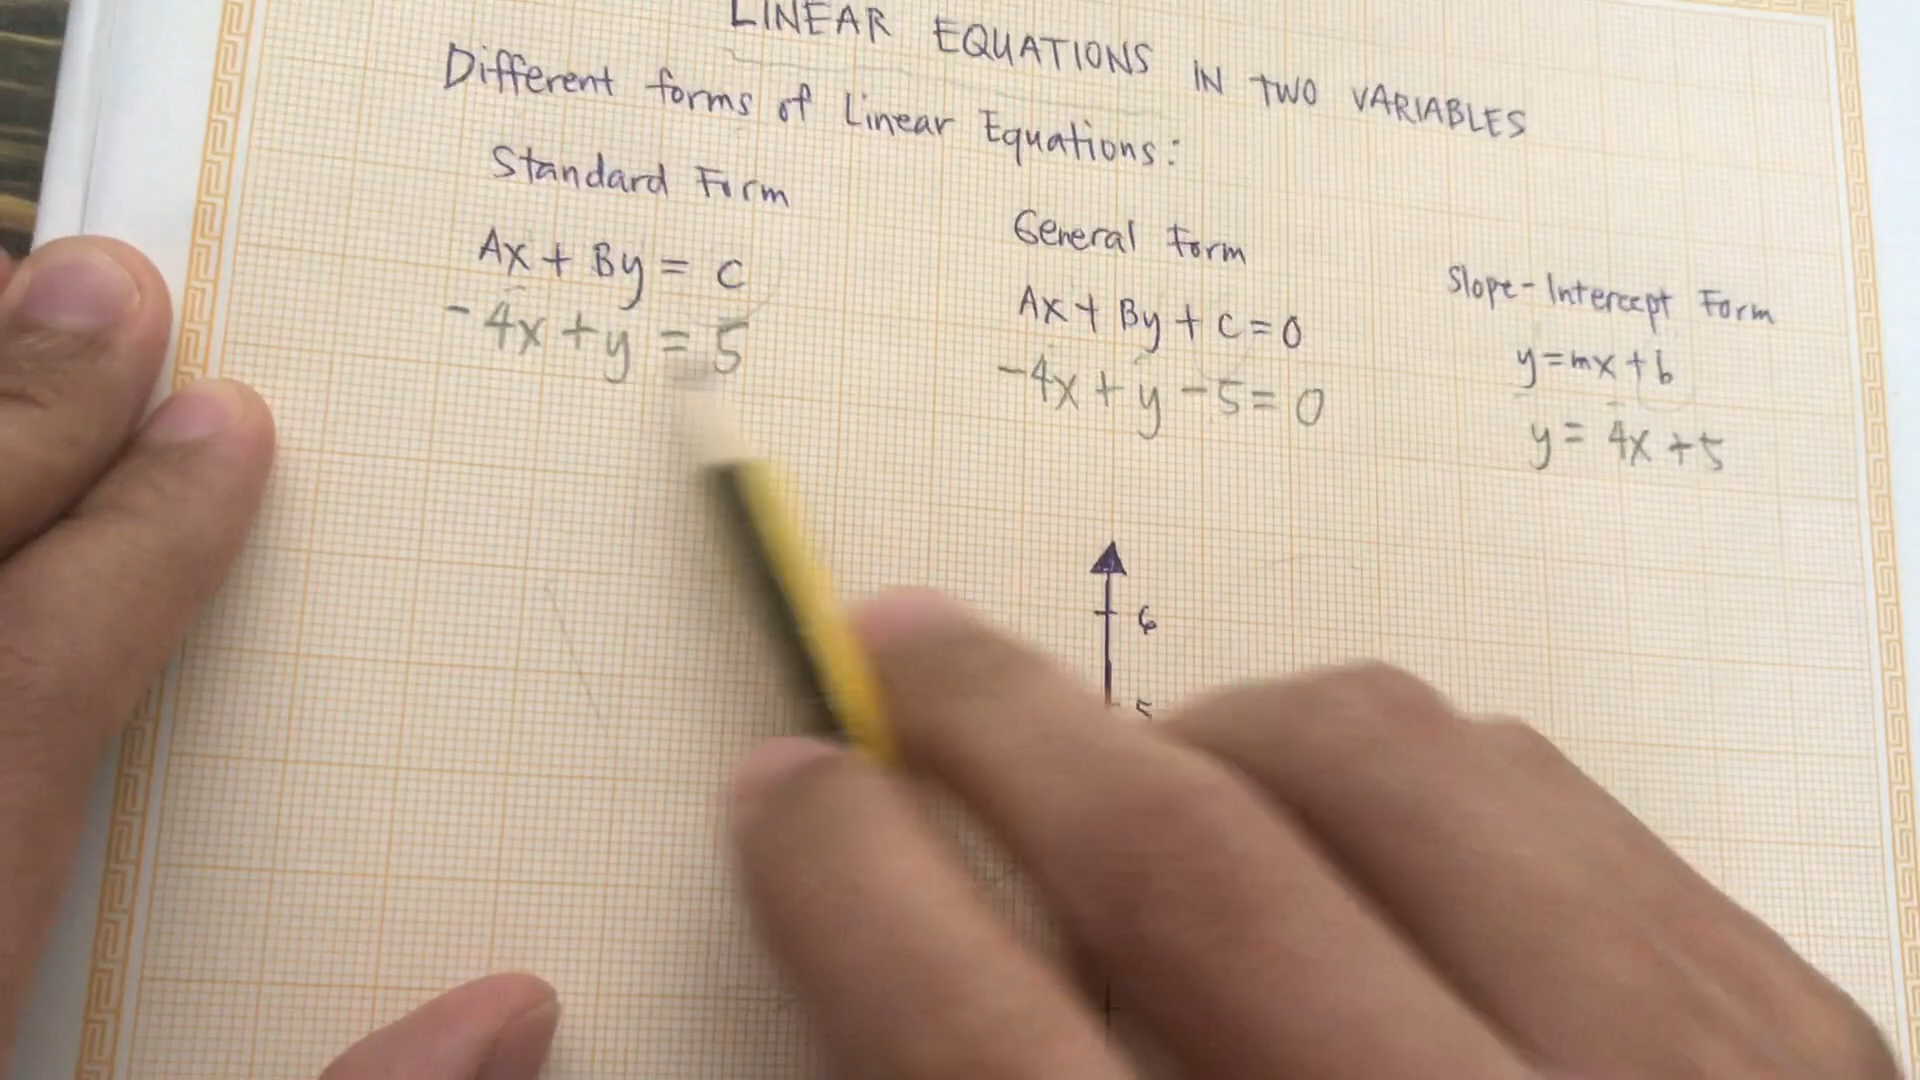 LINEAR EQUATIONS IN TWO VARIABLES
Different forms of Linear Equations:
Standard Form
Ax + By = C
-4x + y = 5
General Form
Ax + By + C = 0
-4x + y - 5 = 0
Slope-Intercept Form
y = mx + b
y = 4x + 5
6
5